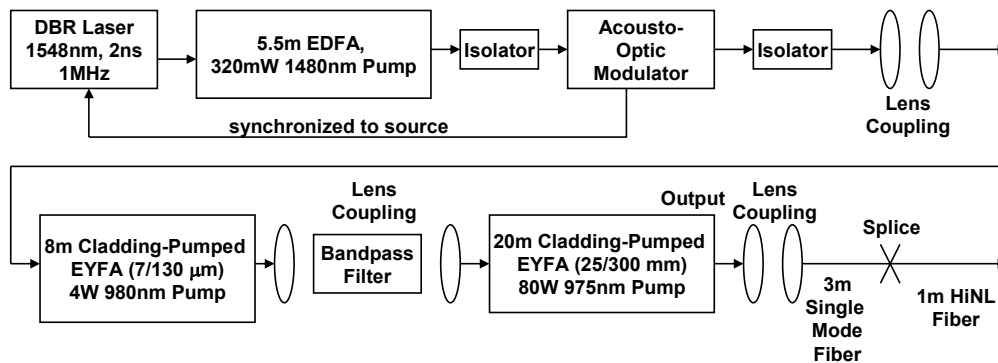 DBR Laser
1548nm, 2ns
1MHz
5.5m EDFA,
320mW 1480nm Pump
Isolator
Acousto-
Optic
Modulator
Isolator
Lens
Coupling
synchronized to source
8m Cladding-Pumped
EYFA (7/130 μm)
4W 980nm Pump
Lens
Coupling
Bandpass
Filter
20m Cladding-Pumped
EYFA (25/300 mm)
80W 975nm Pump
Output
Lens
Coupling
3m
Single
Mode
Fiber
Splice
1m HiNL
Fiber